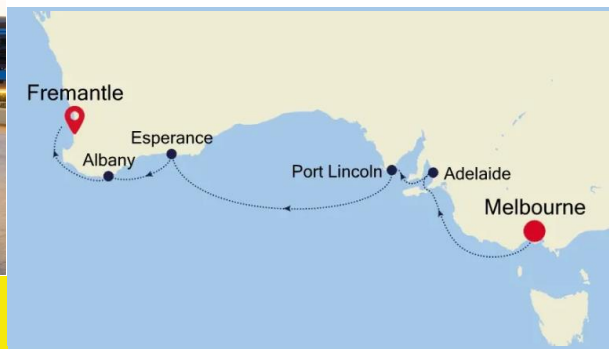 Fremantle
Esperance
Albany
Port Lincoln
Adelaide
Melbourne